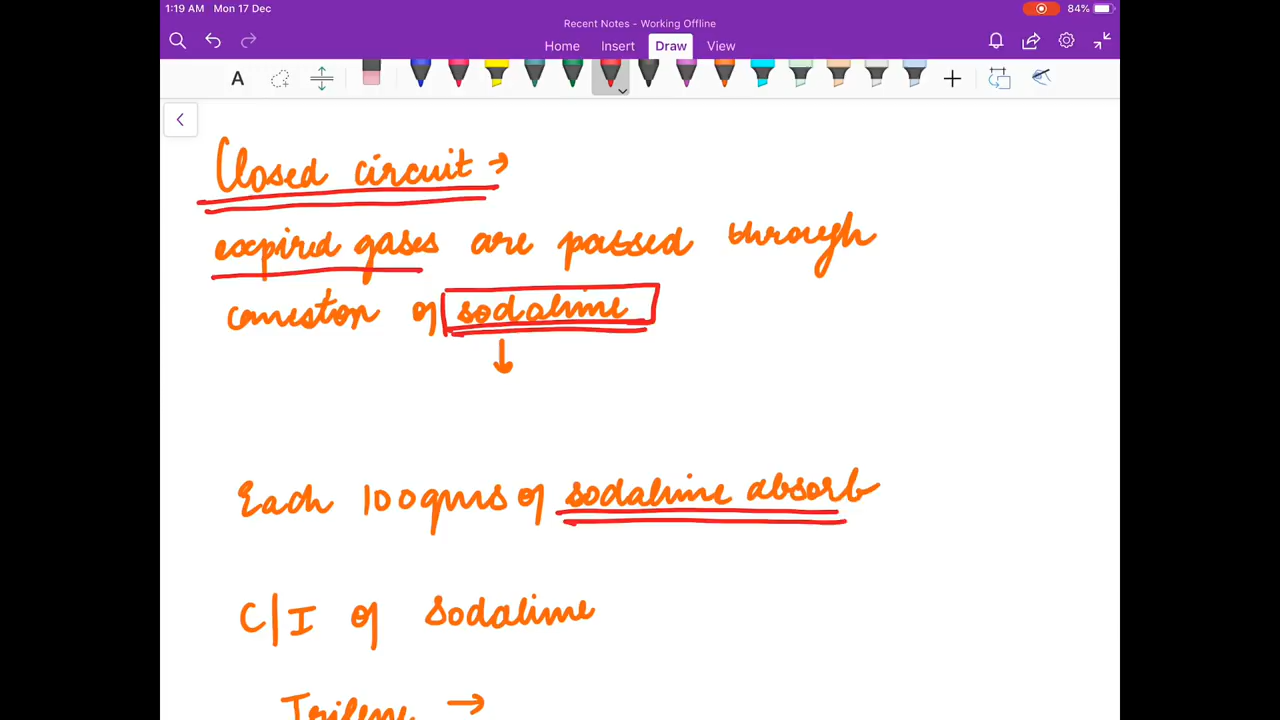 1:19 AM Mon 17 Dec
84%
Recent Notes - Working Offline
Home Insert Draw View
A
Closed circuit →
expired gases are passed through
canister of sodalime
Each 100gms of sodalime absorb
C/I of sodalime
Trilene →